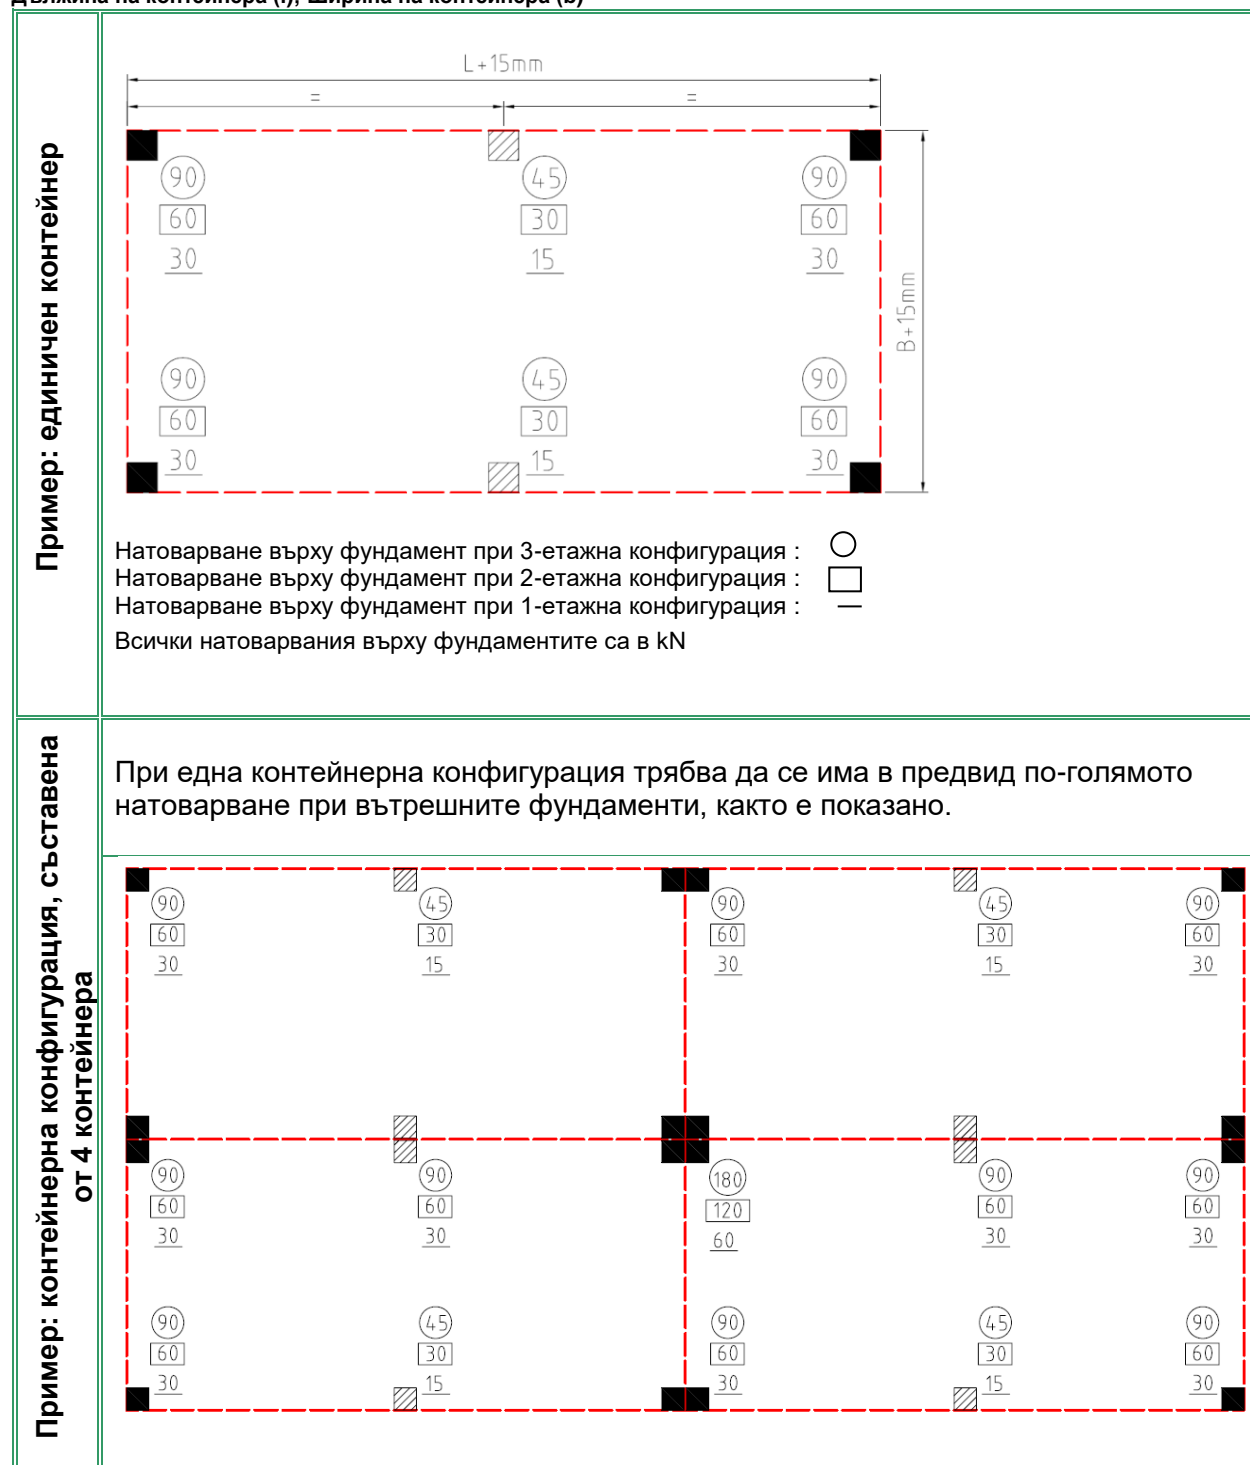 Дължина на контейнера (l), Ширина на контейнера (b)
Пример: единичен контейнер
L+15mm
= =
90 45 90
60 30 60
30 15 30
B+15mm
90 45 90
60 30 60
30 15 30
Натоварване върху фундамент при 3-етажна конфигурация :
Натоварване върху фундамент при 2-етажна конфигурация :
Натоварване върху фундамент при 1-етажна конфигурация :
Всички натоварвания върху фундаментите са в kN
Пример: контейнерна конфигурация, съставена
от 4 контейнера
При една контейнерна конфигурация трябва да се има в предвид по-голямото
натоварване при вътрешните фундаменти, както е показано.
90 45 90 45 90
60 30 60 30 60
30 15 30 15 30
90 90 180 90 90
60 60 120 60 60
30 30 60 30 30
90 45 90 45 90
60 30 60 30 60
30 15 30 15 30